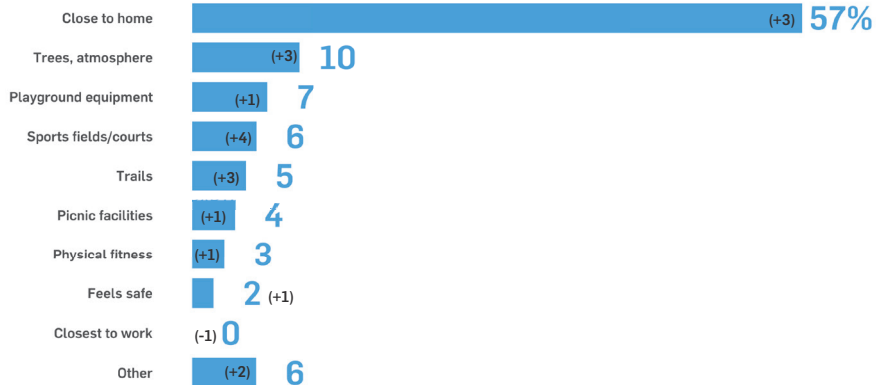 Close to home (+3) 57%
Trees, atmosphere (+3) 10
Playground equipment (+1) 7
Sports fields/courts (+4) 6
Trails (+3) 5
Picnic facilities (+1) 4
Physical fitness (+1) 3
Feels safe 2 (+1)
Closest to work (-1) 0
Other (+2) 6